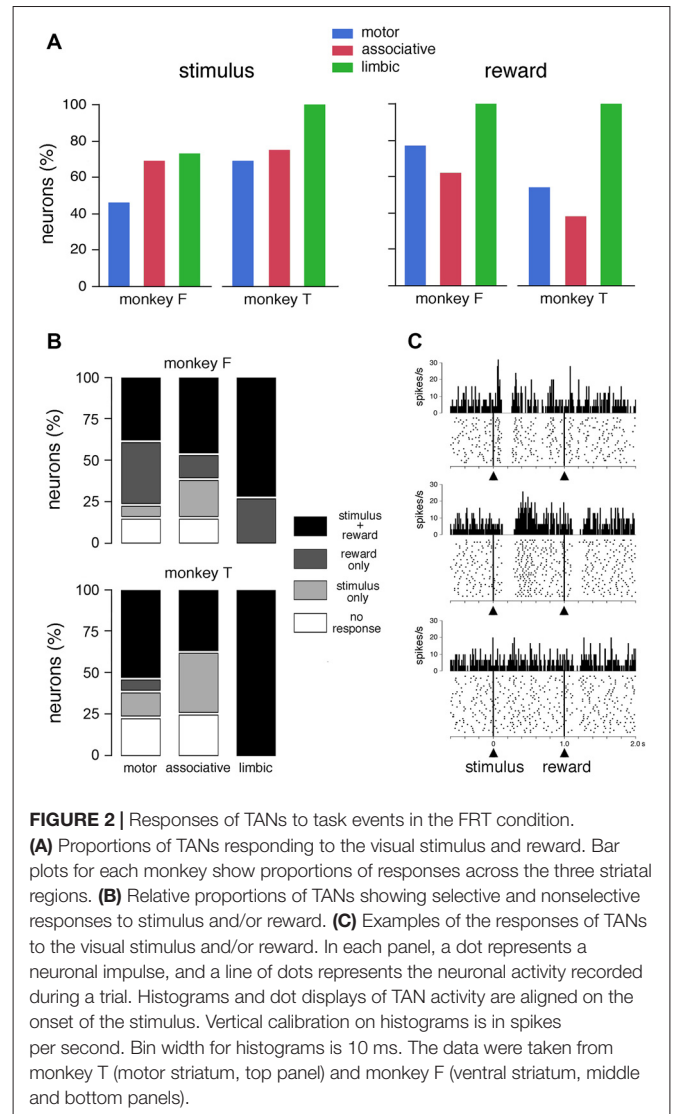 A
motor
associative
limbic
stimulus
reward
neurons (%)
100
80
60
40
20
0
monkey F
monkey T
monkey F
monkey T
B
monkey F
neurons (%)
100
75
50
25
0
monkey T
neurons (%)
100
75
50
25
0
motor
associative
limbic
stimulus
+
reward
reward
only
stimulus
only
no
response
C
spikes/s
30
20
10
0
spikes/s
30
20
10
0
spikes/s
30
20
10
0
0
1.0
2.0 s
stimulus
reward
FIGURE 2 | Responses of TANs to task events in the FRT condition.
(A) Proportions of TANs responding to the visual stimulus and reward. Bar
plots for each monkey show proportions of responses across the three striatal
regions. (B) Relative proportions of TANs showing selective and nonselective
responses to stimulus and/or reward. (C) Examples of the responses of TANs
to the visual stimulus and/or reward. In each panel, a dot represents a
neuronal impulse, and a line of dots represents the neuronal activity recorded
during a trial. Histograms and dot displays of TAN activity are aligned on the
onset of the stimulus. Vertical calibration on histograms is in spikes
per second. Bin width for histograms is 10 ms. The data were taken from
monkey T (motor striatum, top panel) and monkey F (ventral striatum, middle
and bottom panels).